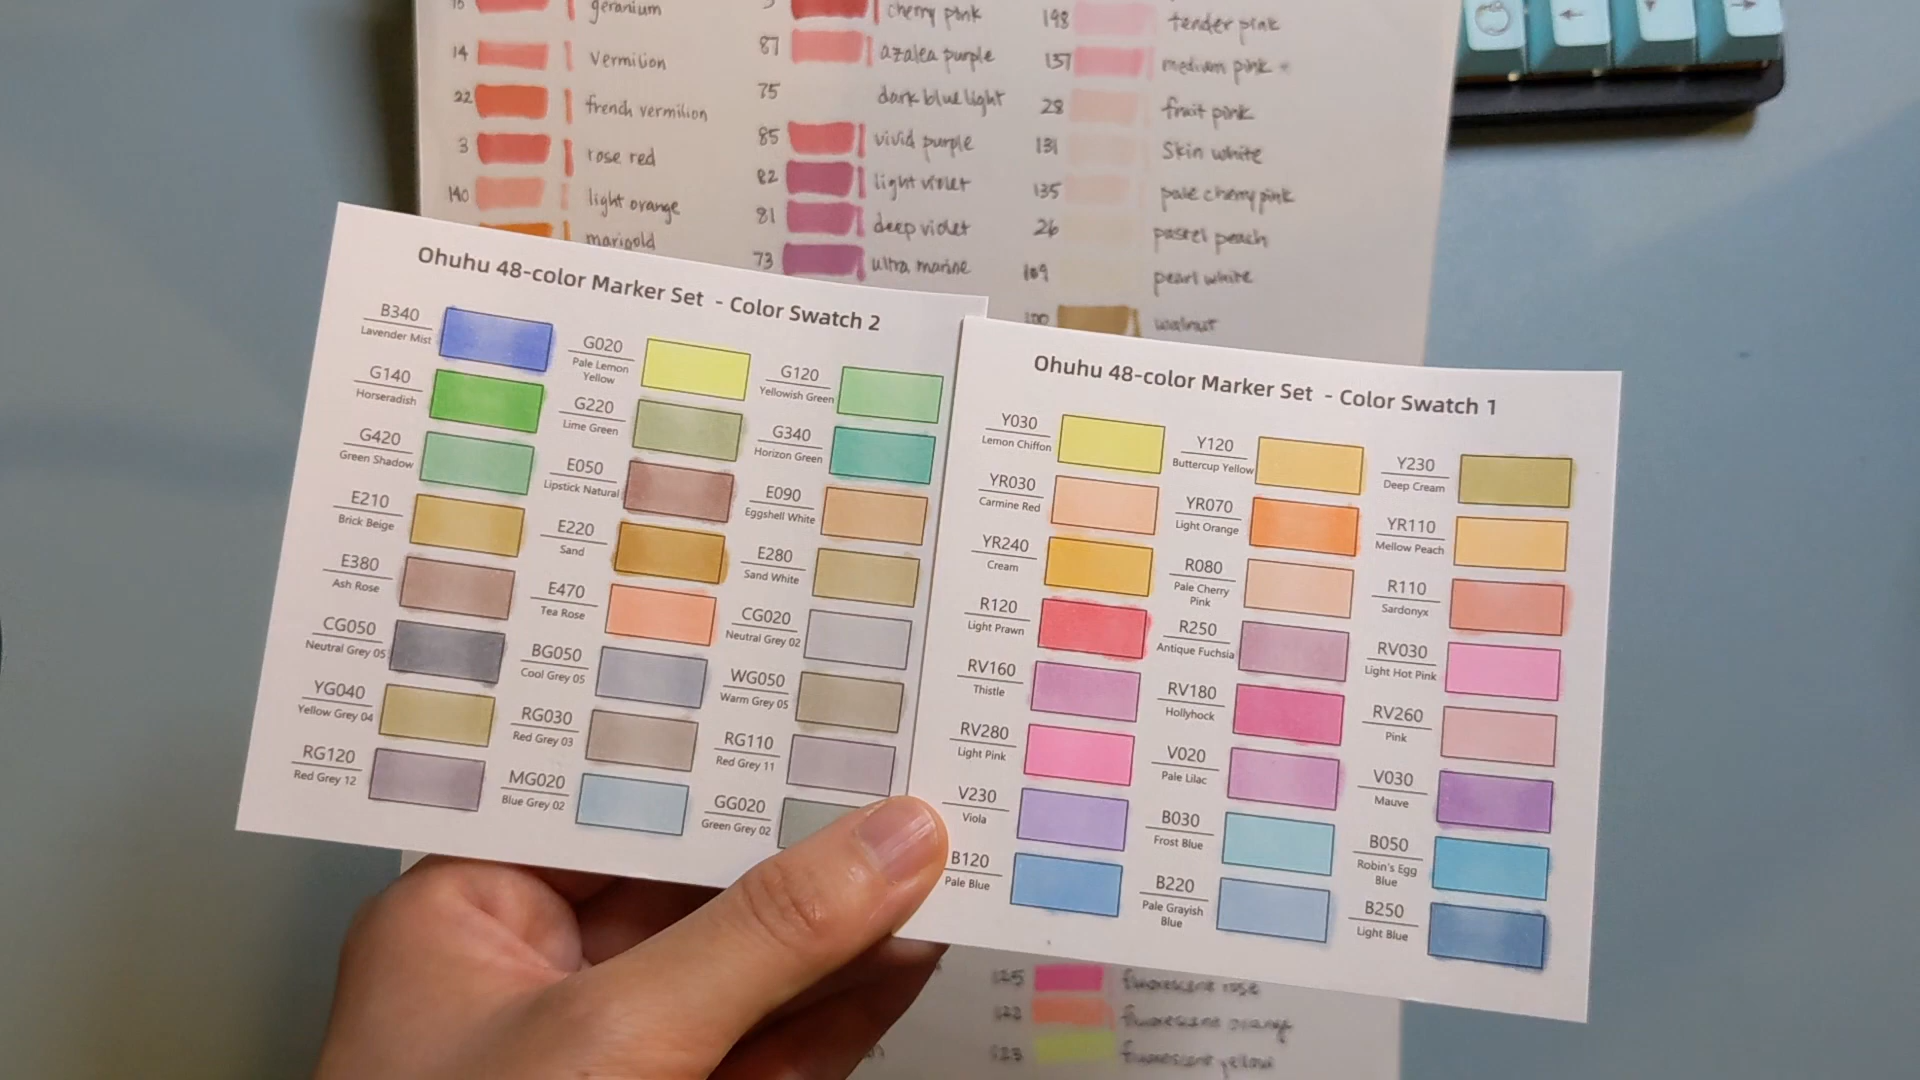 geranium
14 Vermilion
22 french vermilion
3 rose red
140 light orange
marigold
cherry pink
87 azalea purple
75 dark blue light
85 vivid purple
82 light violet
81 deep violet
73 ultra marine
198 tender pink
137 medium pink
28 fruit pink
131 Skin white
135 pale cherry pink
26 pastel peach
109 pearl white
100 walnut
Ohuhu 48-color Marker Set - Color Swatch 2
B340
Lavender Mist
G020
Pale Lemon
Yellow
G120
Yellowish Green
G140
Horseradish
G220
Lime Green
G340
Horizon Green
G420
Green Shadow
E050
Lipstick Natural
E090
Eggshell White
E210
Brick Beige
E220
Sand
E280
Sand White
E380
Ash Rose
E470
Tea Rose
CG020
Neutral Grey 02
CG050
Neutral Grey 05
BG050
Cool Grey 05
WG050
Warm Grey 05
YG040
Yellow Grey 04
RG030
Red Grey 03
RG110
Red Grey 11
RG120
Red Grey 12
MG020
Blue Grey 02
GG020
Green Grey 02
Ohuhu 48-color Marker Set - Color Swatch 1
Y030
Lemon Chiffon
Y120
Buttercup Yellow
Y230
Deep Cream
YR030
Carmine Red
YR070
Light Orange
YR110
Mellow Peach
YR240
Cream
R080
Pale Cherry
Pink
R110
Sardonyx
R120
Light Prawn
R250
Antique Fuchsia
RV030
Light Hot Pink
RV160
Thistle
RV180
Hollyhock
RV260
Pink
RV280
Light Pink
V020
Pale Lilac
V030
Mauve
V230
Viola
B030
Frost Blue
B050
Robin's Egg
Blue
B120
Pale Blue
B220
Pale Grayish
Blue
B250
Light Blue
125 fluorescent rose
122 fluorescent orange
123 fluorescent yellow